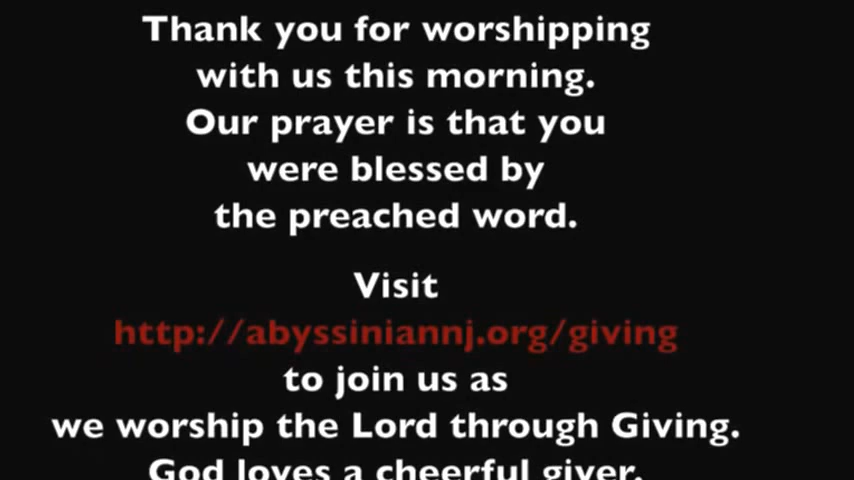 Thank you for worshipping
with us this morning.
Our prayer is that you
were blessed by
the preached word.
Visit
http://abyssiniannj.org/giving
to join us as
we worship the Lord through Giving.
God loves a cheerful giver.